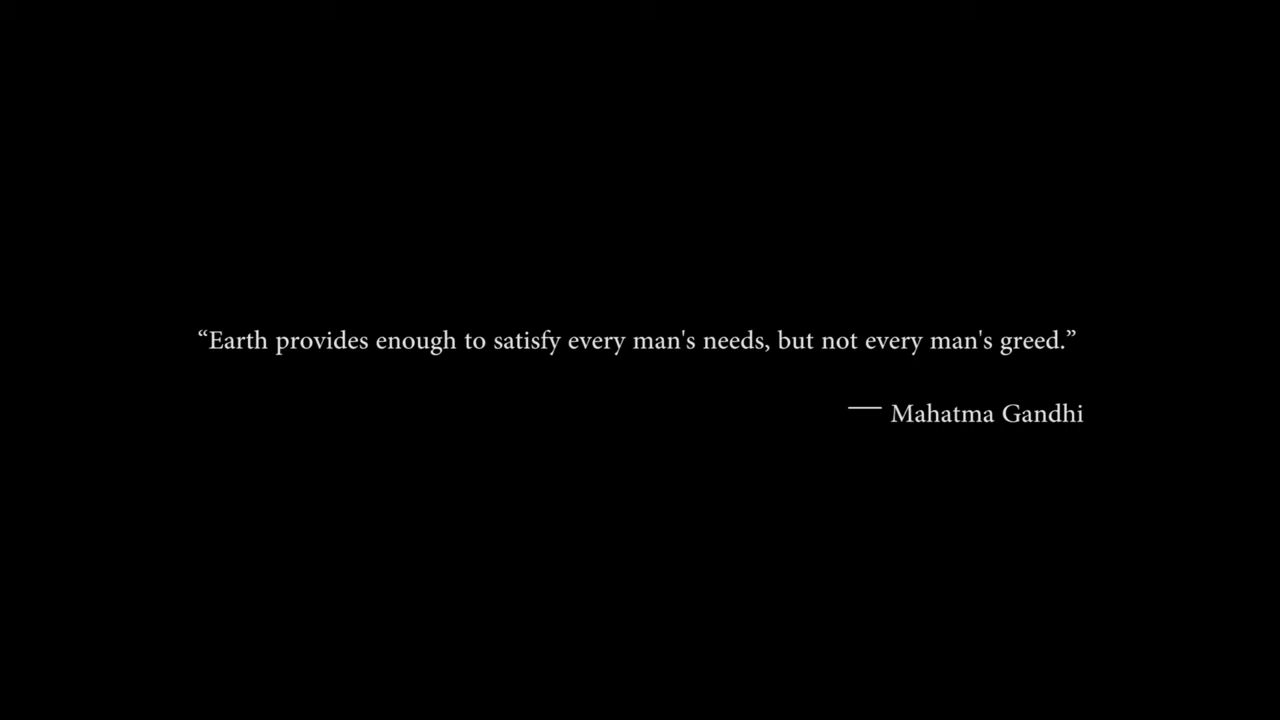 “Earth provides enough to satisfy every man's needs, but not every man's greed.”
— Mahatma Gandhi